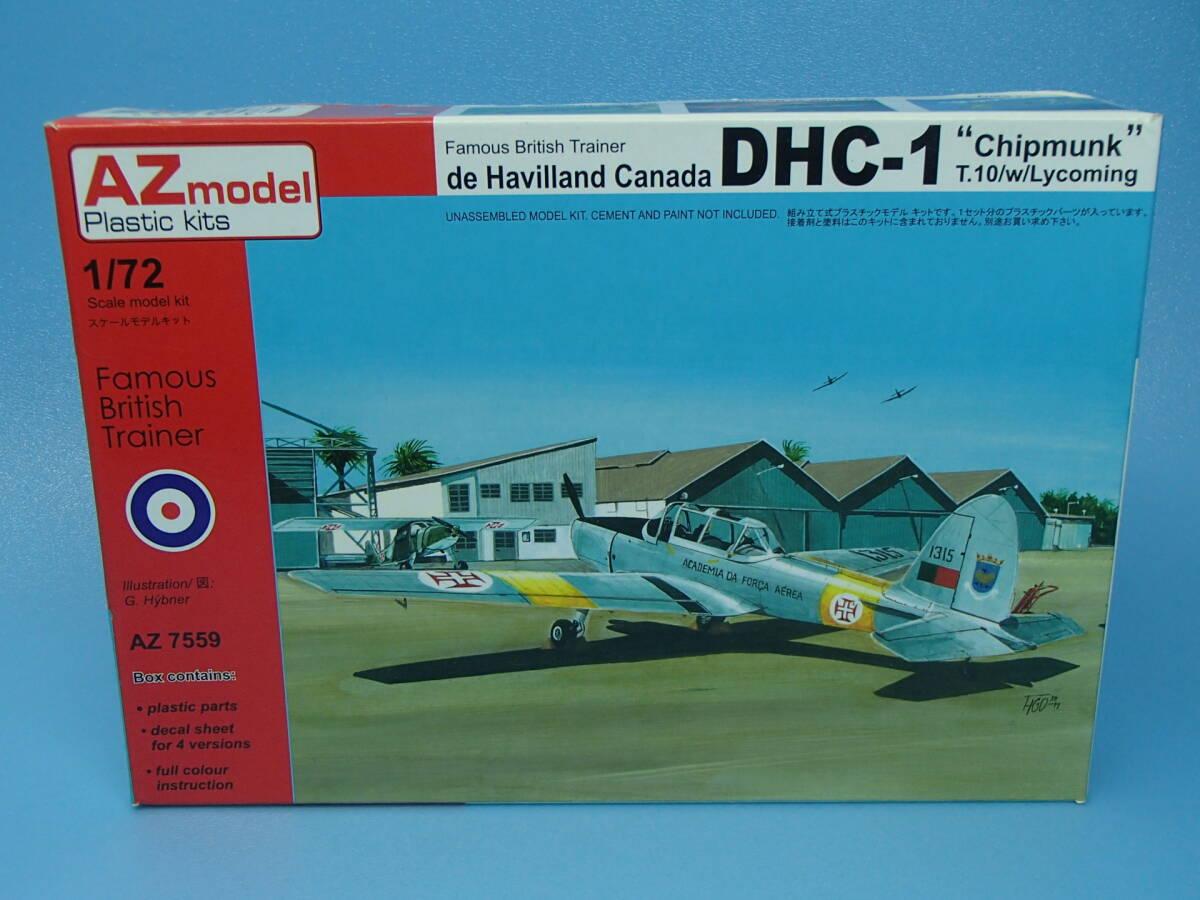 AZmodel
Plastic kits
1/72
Scale model kit
スケールモデルキット
Famous
British
Trainer
Illustration/図:
G. Hýbner
AZ 7559
Box contains:
• plastic parts
• decal sheet
for 4 versions
• full colour
instruction
Famous British Trainer
de Havilland Canada DHC-1 "Chipmunk"
T.10/w/Lycoming
UNASSEMBLED MODEL KIT. CEMENT AND PAINT NOT INCLUDED.
組み立て式プラスチックモデル キットです。1セット分のプラスチックパーツが入っています。
接着剤と塗料はこのキットに含まれておりません。別途お買い求め下さい。
ACADEMIA DA FORÇA AÉREA
1315
1315